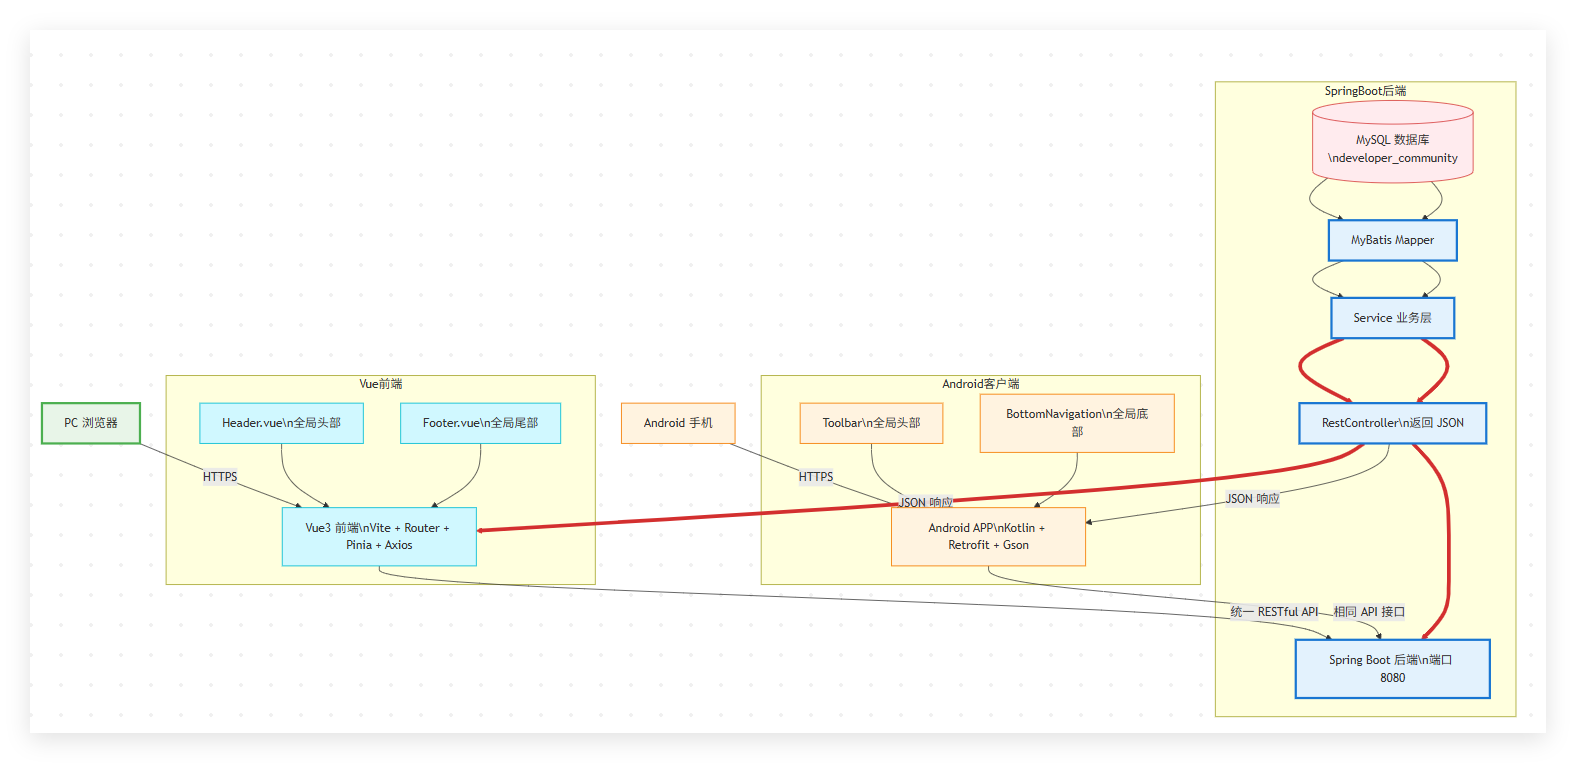 SpringBoot后端
MySQL 数据库
\ndeveloper_community
MyBatis Mapper
Service 业务层
Vue前端
Android客户端
PC 浏览器
Header.vue\n全局头部
Footer.vue\n全局尾部
Android 手机
Toolbar\n全局头部
BottomNavigation\n全局底
部
RestController\n返回 JSON
HTTPS
HTTPS
JSON 响应
JSON 响应
Vue3 前端\nVite + Router +
Pinia + Axios
Android APP\nKotlin +
Retrofit + Gson
统一 RESTful API
相同 API 接口
Spring Boot 后端\n端口
8080